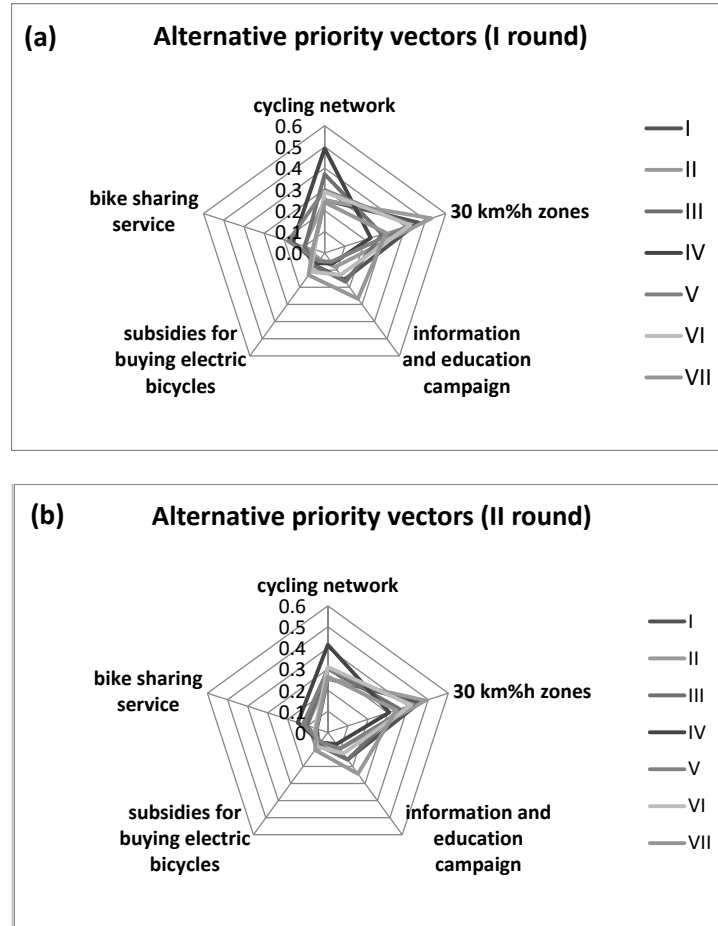 (a) Alternative priority vectors (I round)
cycling network
0.6
0.5
0.4
0.3
0.2
0.1
0.0
bike sharing
service
30 km%h zones
subsidies for
buying electric
bicycles
information
and education
campaign
I
II
III
IV
V
VI
VII
(b) Alternative priority vectors (II round)
cycling network
0.6
0.5
0.4
0.3
0.2
0.1
0
bike sharing
service
30 km%h zones
subsidies for
buying electric
bicycles
information and
education
campaign
I
II
III
IV
V
VI
VII